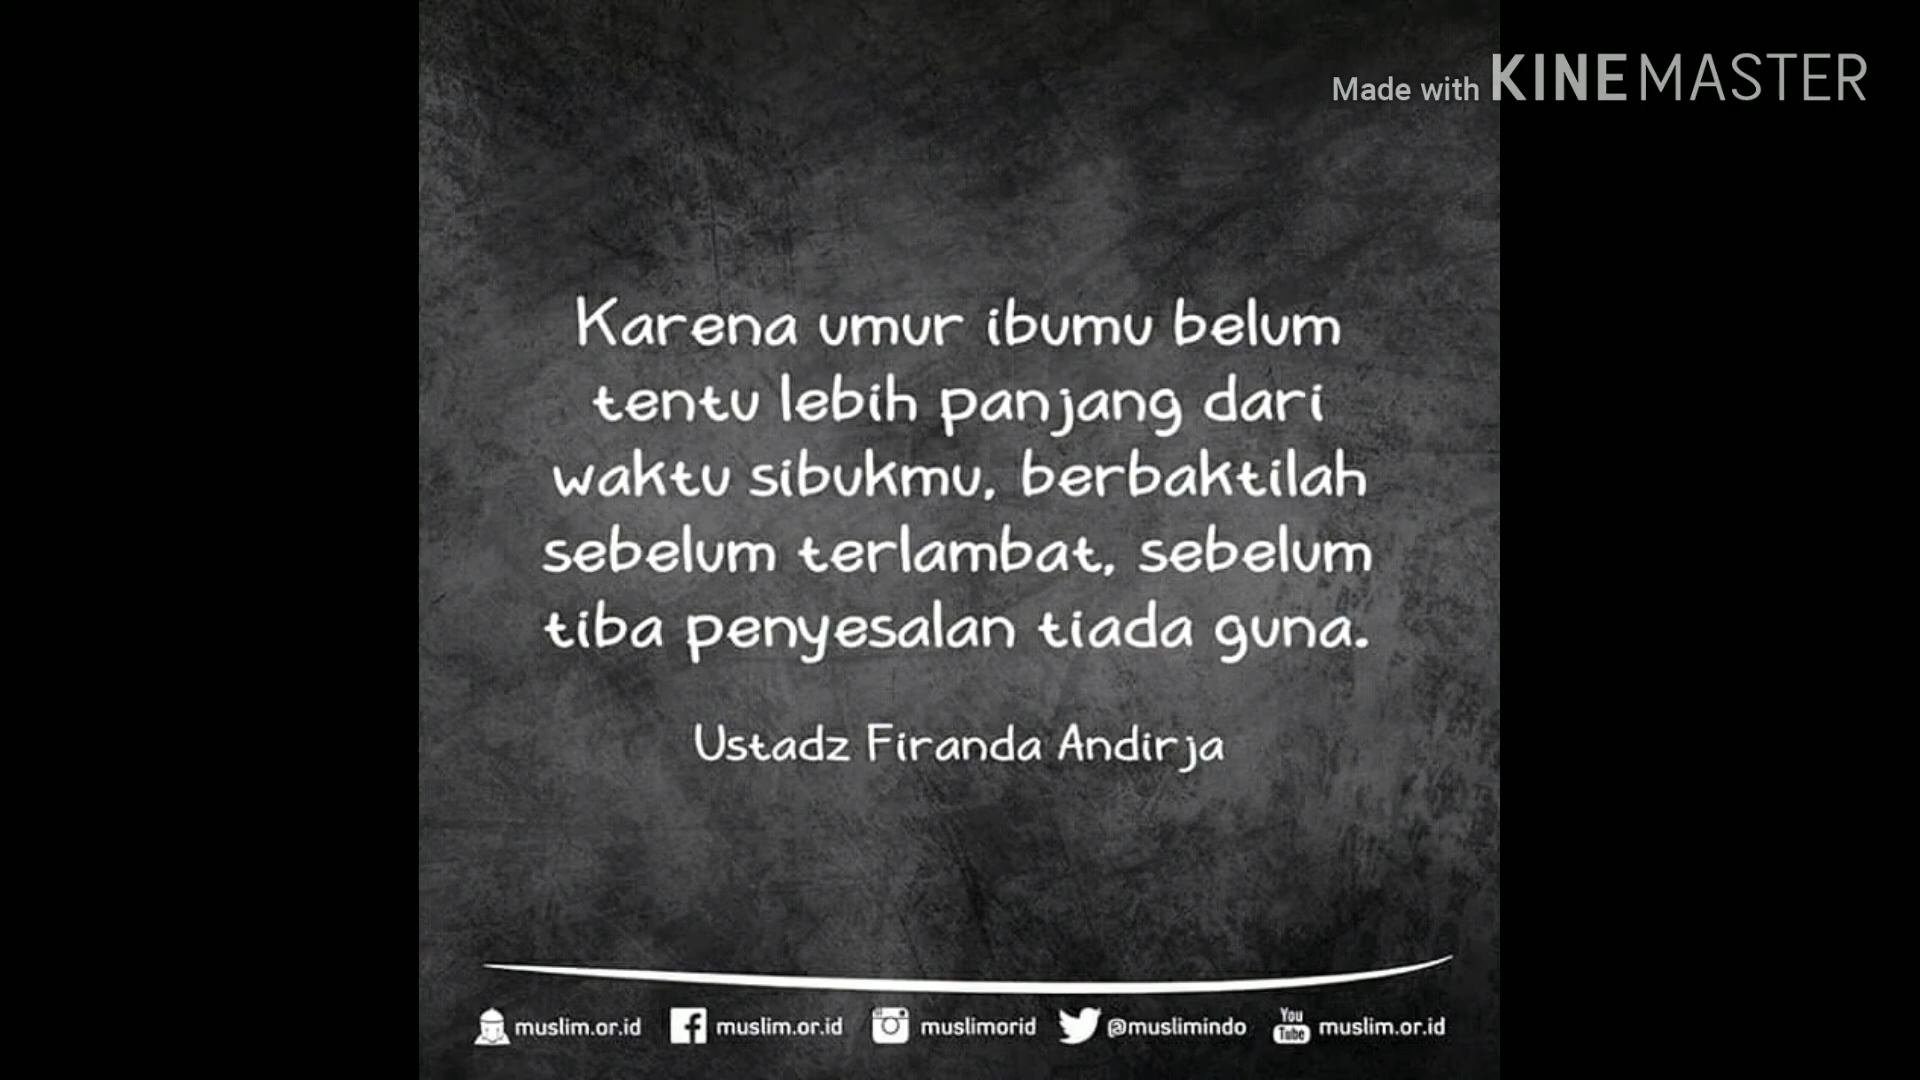 Made with KINEMASTER
Karena umur ibumu belum
tentu lebih panjang dari
waktu sibukmu, berbaktilah
sebelum terlambat, sebelum
tiba penyesalan tiada guna.
Ustadz Firanda Andirja
muslim.or.id muslim.or.id muslimorid @muslimindo You Tube muslim.or.id